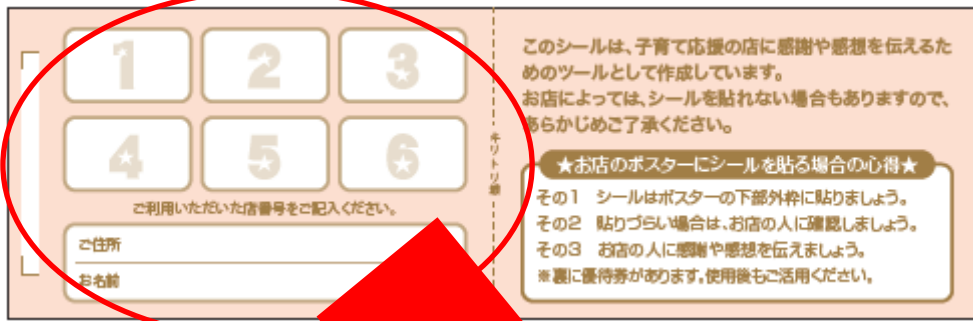 1 2 3
4 5 6
ご利用いただいた店番号をご記入ください。
ご住所
お名前
キリトリ線
このシールは、子育て応援の店に感謝や感想を伝えるた
めのツールとして作成しています。
お店によっては、シールを貼れない場合もありますので、
あらかじめご了承ください。
★お店のポスターにシールを貼る場合の心得★
その1 シールはポスターの下部外枠に貼りましょう。
その2 貼りづらい場合は、お店の人に確認しましょう。
その3 お店の人に感謝や感想を伝えましょう。
※裏に優待券があります。使用後もご活用ください。